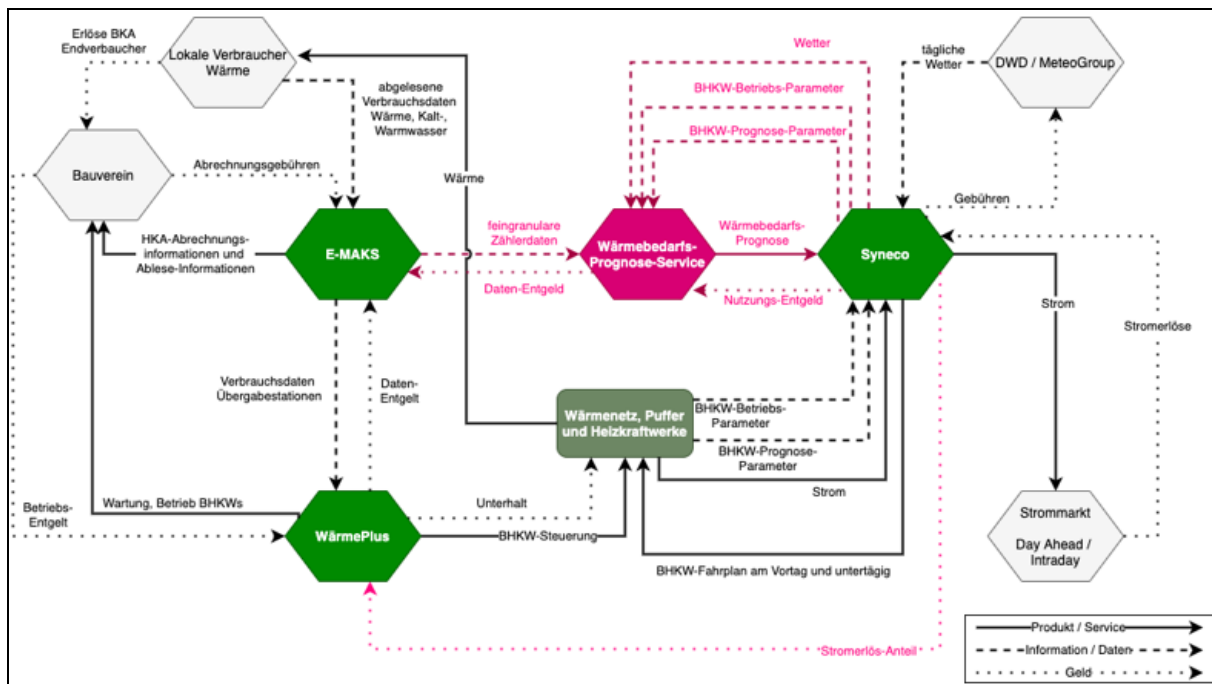 Erlöse BKA
Endverbaucher
Lokale Verbraucher
Wärme
abgelesene
Verbrauchsdaten
Wärme, Kalt-,
Warmwasser
Wetter
BHKW-Betriebs-Parameter
BHKW-Prognose-Parameter
tägliche
Wetter
DWD / MeteoGroup
Bauverein
Abrechnungsgebühren
Wärme
Gebühren
HKA-Abrechnungs-
informationen und
Ablese-Informationen
E-MAKS
feingranulare
Zählerdaten
Daten-Entgeld
Wärmebedarfs-
Prognose-Service
Wärmebedarfs-
Prognose
Nutzungs-Entgeld
Syneco
Strom
Stromerlöse
Verbrauchsdaten
Übergabestationen
Daten-
Entgelt
Wärmenetz, Puffer
und Heizkraftwerke
BHKW-Betriebs-
Parameter
BHKW-Prognose-
Parameter
Strom
Betriebs-
Entgelt
Wartung, Betrieb BHKWs
WärmePlus
Unterhalt
BHKW-Steuerung
BHKW-Fahrplan am Vortag und untertägig
Strommarkt
Day Ahead /
Intraday
Stromerlös-Anteil
Produkt / Service
Information / Daten
Geld